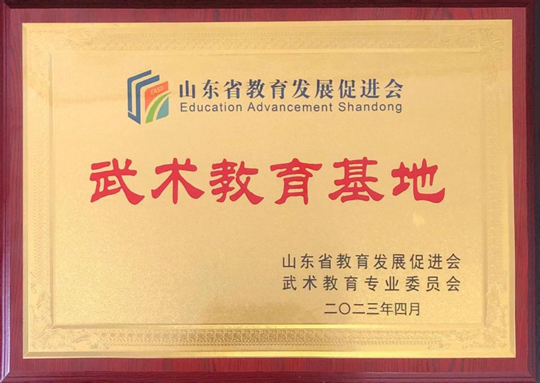 EASD
山东省教育发展促进会
Education Advancement Shandong
武术教育基地
山东省教育发展促进会
武术教育专业委员会
二〇二三年四月